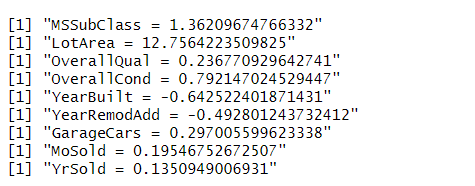 [1] "MSSubClass = 1.36209674766332"
[1] "LotArea = 12.7564223509825"
[1] "OverallQual = 0.236770929642741"
[1] "OverallCond = 0.792147024529447"
[1] "YearBuilt = -0.642522401871431"
[1] "YearRemodAdd = -0.492801243732412"
[1] "GarageCars = 0.297005599623338"
[1] "MoSold = 0.19546752672507"
[1] "YrSold = 0.1350949006931"